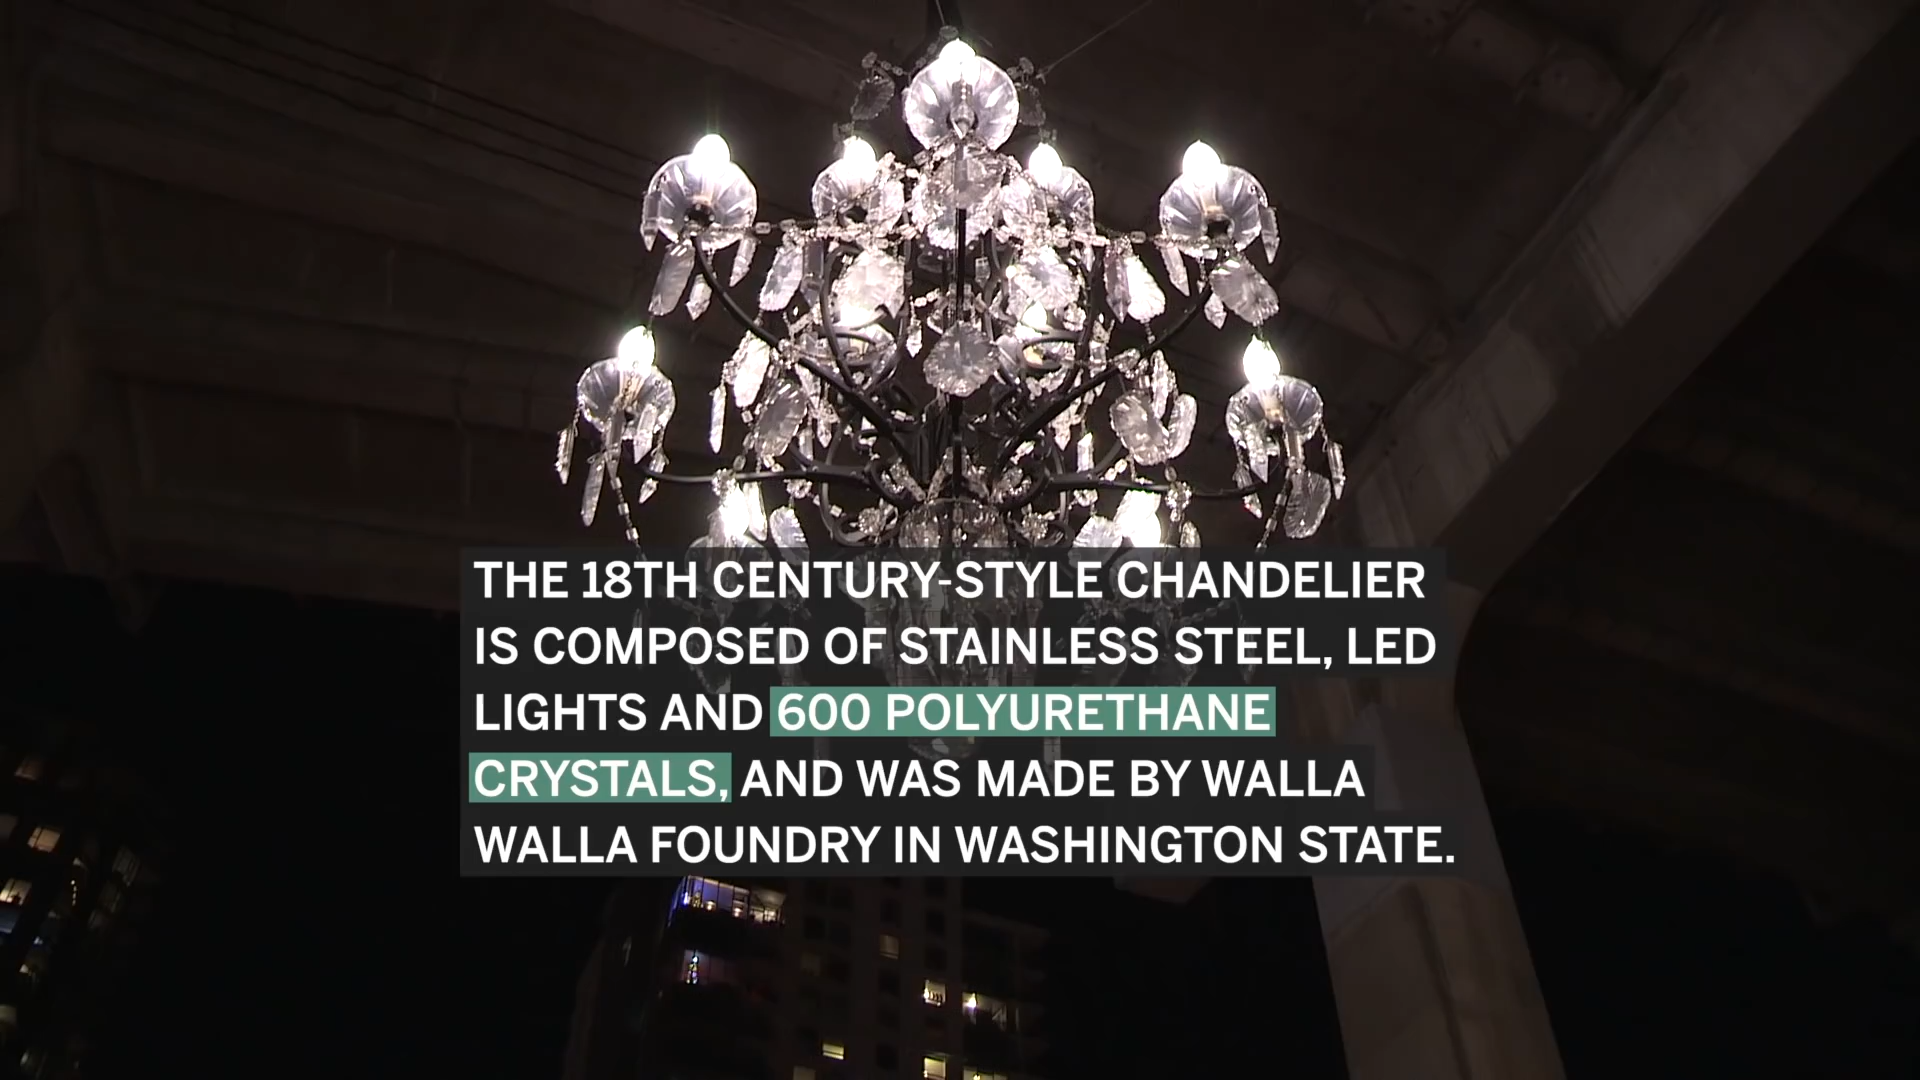 THE 18TH CENTURY-STYLE CHANDELIER
IS COMPOSED OF STAINLESS STEEL, LED
LIGHTS AND 600 POLYURETHANE
CRYSTALS, AND WAS MADE BY WALLA
WALLA FOUNDRY IN WASHINGTON STATE.